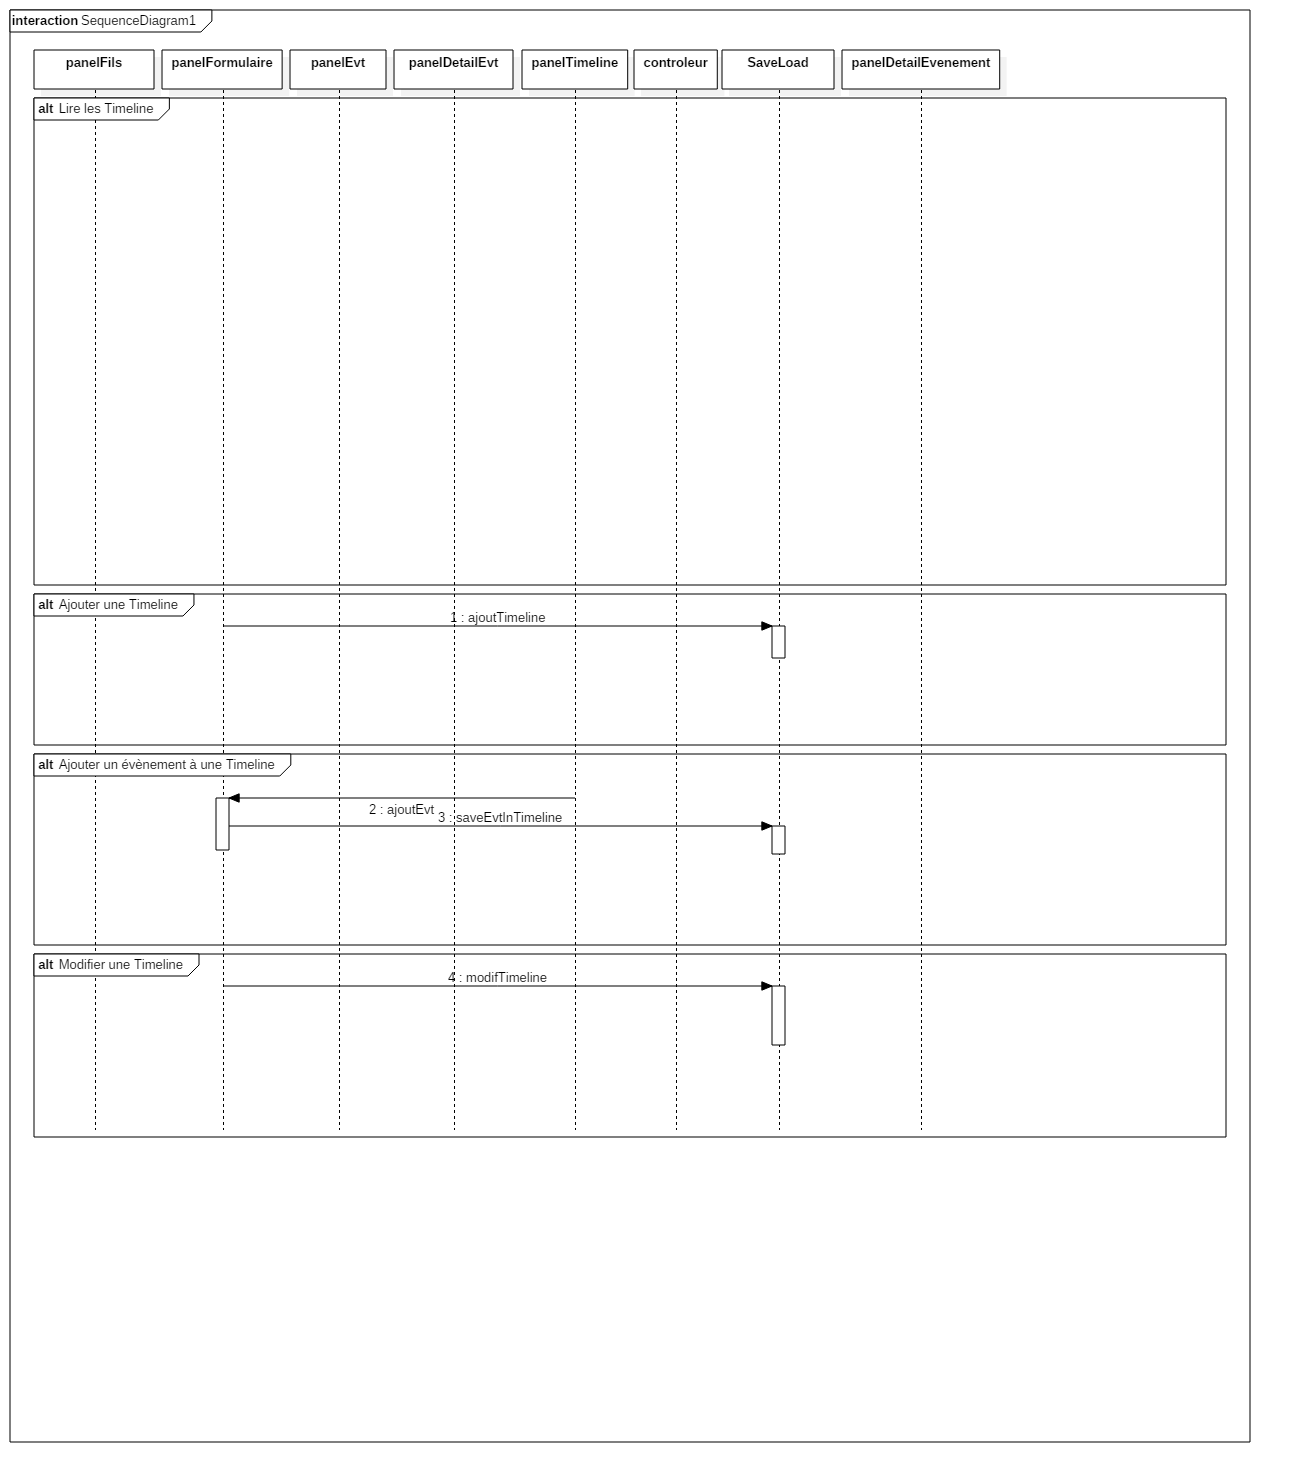 interaction SequenceDiagram1
panelFils
panelFormulaire
panelEvt
panelDetailEvt
panelTimeline
controleur
SaveLoad
panelDetailEvenement
alt Lire les Timeline
alt Ajouter une Timeline
1 : ajoutTimeline
alt Ajouter un évènement à une Timeline
2 : ajoutEvt
3 : saveEvtInTimeline
alt Modifier une Timeline
4 : modifTimeline